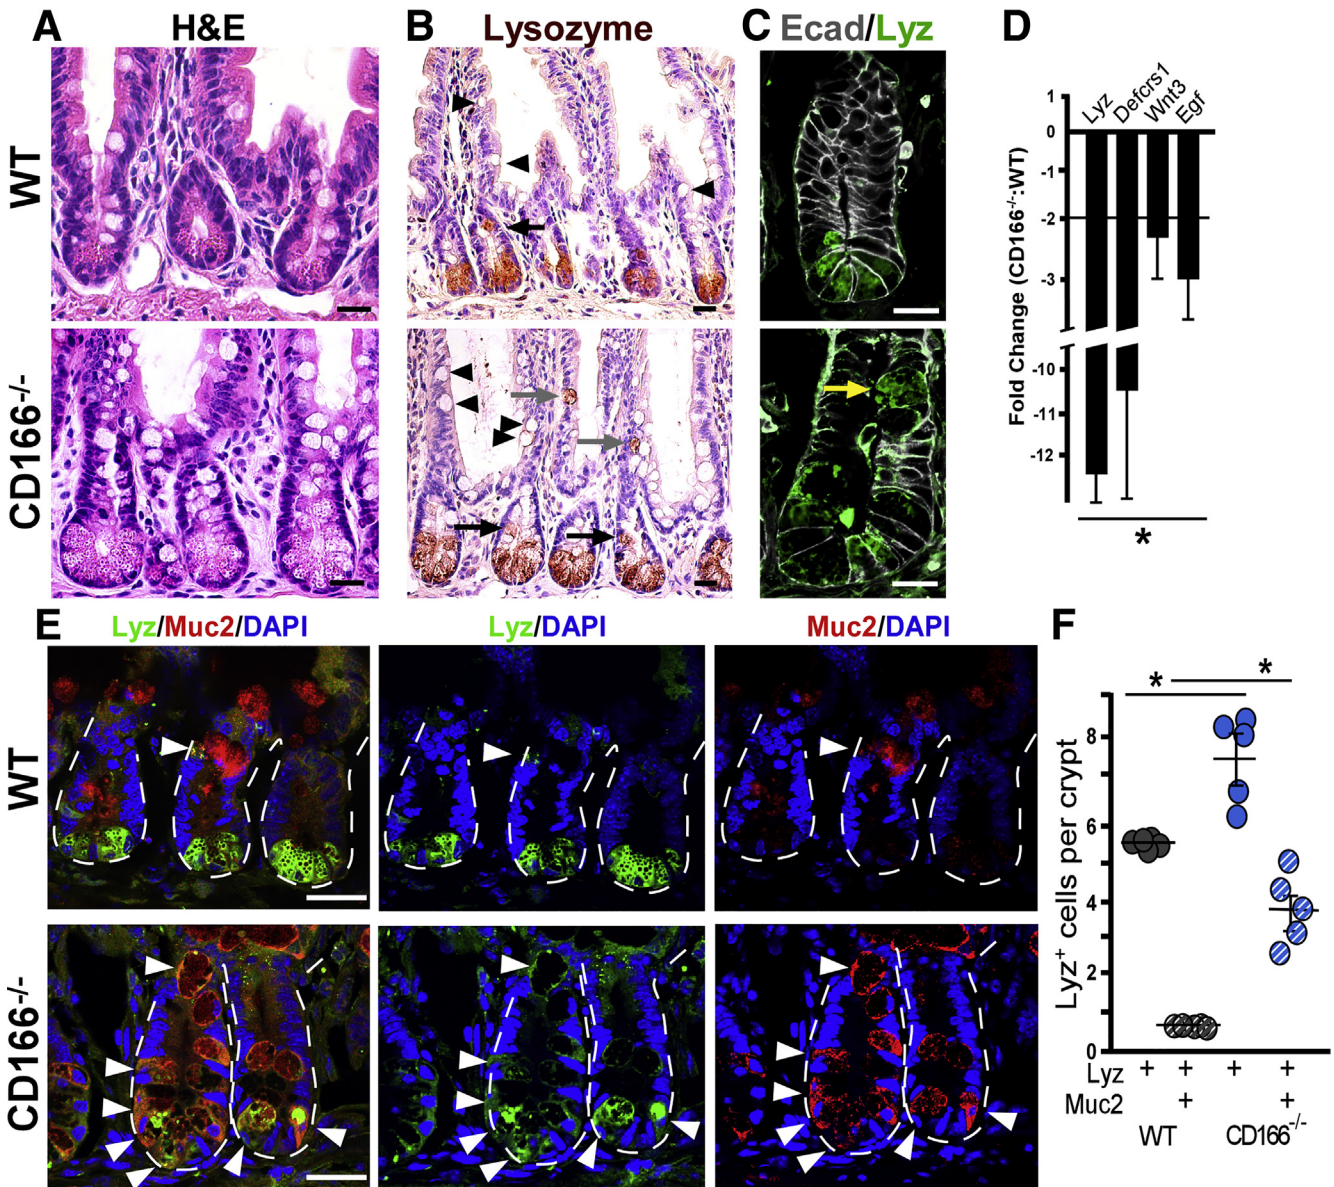 A H&E
B Lysozyme
C Ecad/Lyz
D
WT
CD166-/-
Lyz
Defcrs1
Wnt3
Egf
Fold Change (CD166-/-:WT)
1
0
-1
-2
-3
-10
-11
-12
*
E Lyz/Muc2/DAPI Lyz/DAPI Muc2/DAPI
WT
CD166-/-
F
* *
Lyz+ cells per crypt
8
6
4
2
0
Lyz + + + +
Muc2 + +
WT CD166-/-